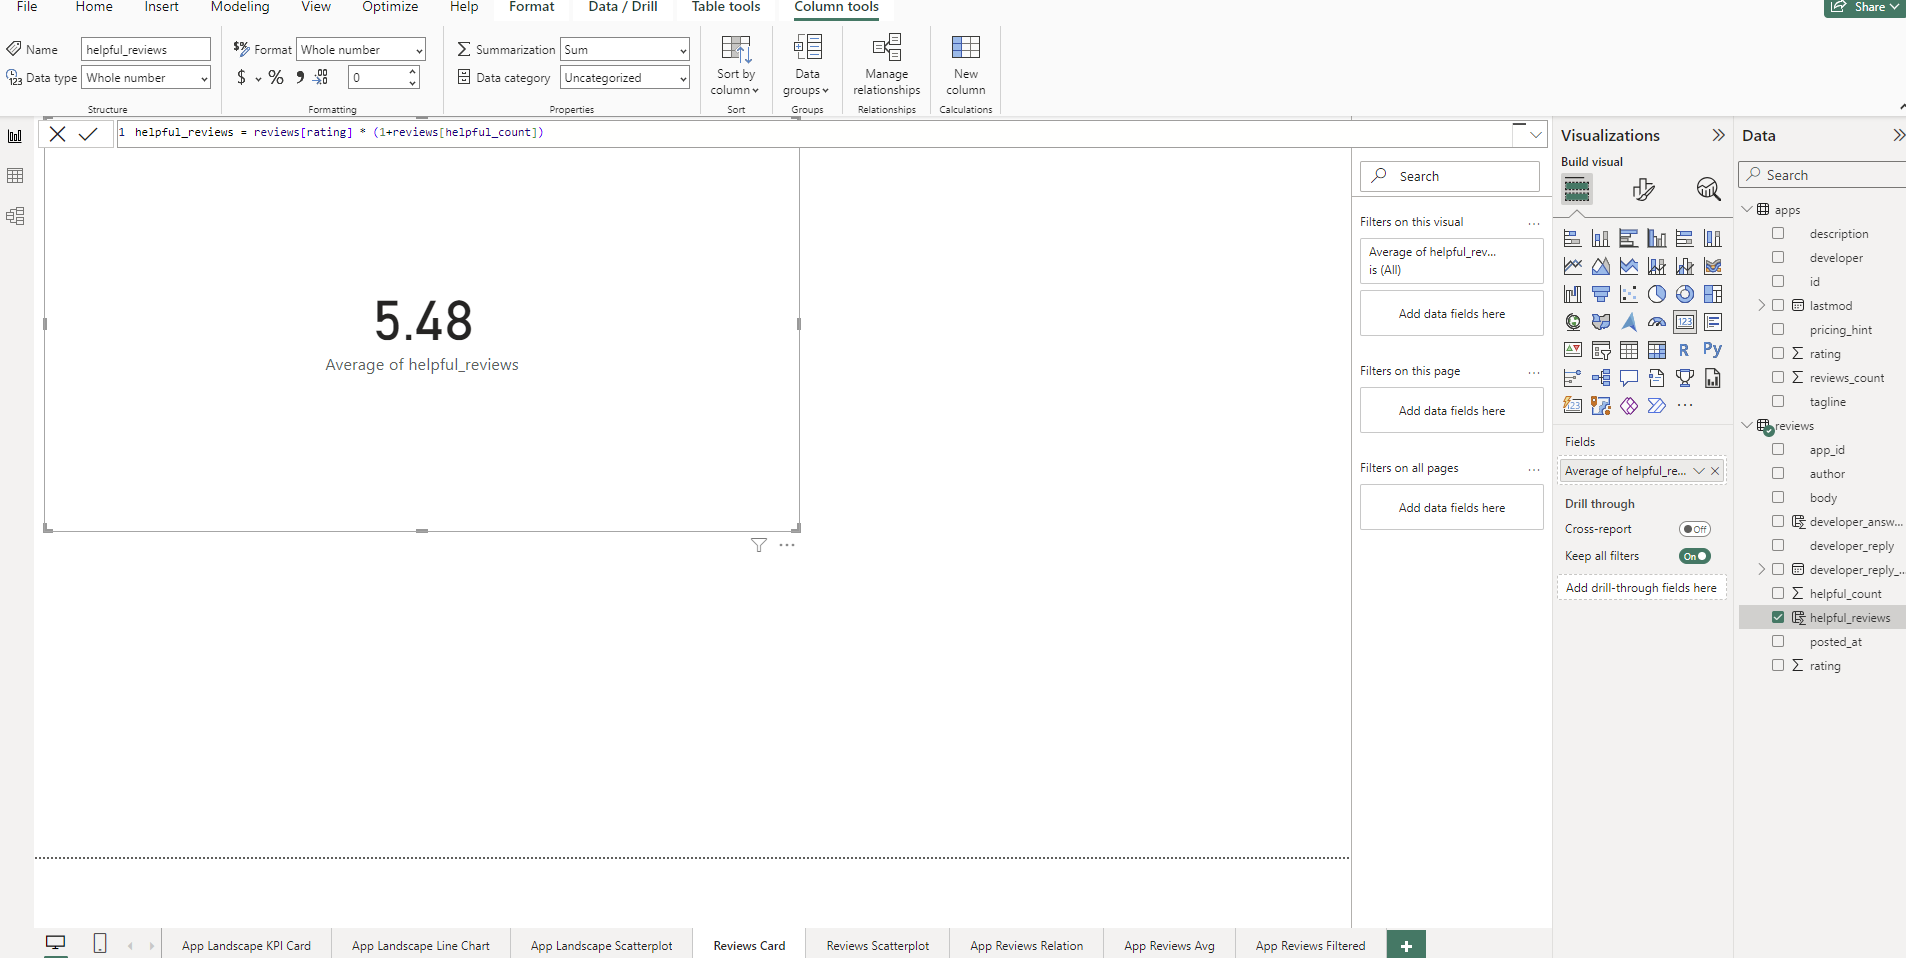 File Home Insert Modeling View Optimize Help Format Data / Drill Table tools Column tools Share
Name helpful_reviews Format Whole number Summarization Sum
Data type Whole number $ % 0 Data category Uncategorized
Sort by column Data groups Manage relationships New column
Structure Formatting Properties Sort Groups Relationships Calculations
1 helpful_reviews = reviews[rating] * (1+reviews[helpful_count])
5.48
Average of helpful_reviews
Search
Filters on this visual ...
Average of helpful_rev...
is (All)
Add data fields here
Filters on this page ...
Add data fields here
Filters on all pages ...
Add data fields here
Visualizations
Build visual
R Py
123
Fields
Average of helpful_re...
Drill through
Cross-report Off
Keep all filters On
Add drill-through fields here
Data
Search
apps
description
developer
id
lastmod
pricing_hint
rating
reviews_count
tagline
reviews
app_id
author
body
developer_answ...
developer_reply
developer_reply_...
helpful_count
helpful_reviews
posted_at
rating
App Landscape KPI Card App Landscape Line Chart App Landscape Scatterplot Reviews Card Reviews Scatterplot App Reviews Relation App Reviews Avg App Reviews Filtered +